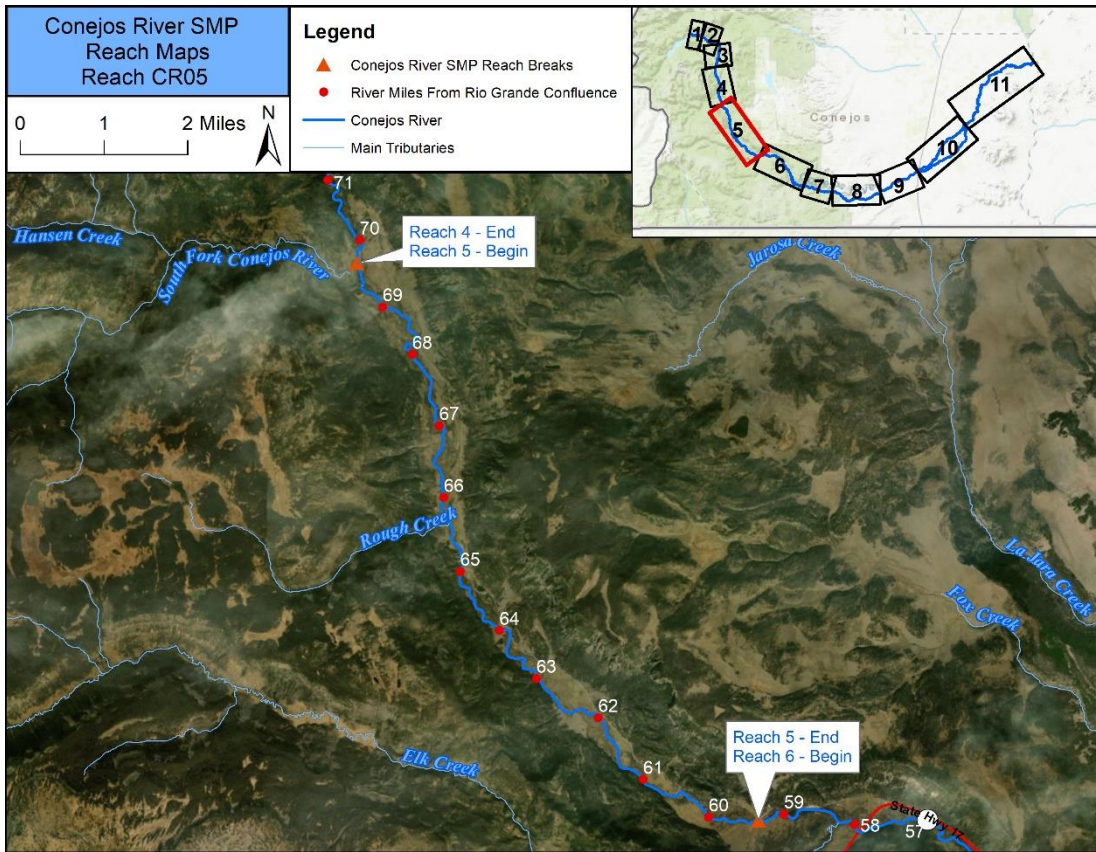 Conejos River SMP
Reach Maps
Reach CR05
0 1 2 Miles
N
Legend
Conejos River SMP Reach Breaks
River Miles From Rio Grande Confluence
Conejos River
Main Tributaries
1
2
3
4
5
6
7
8
9
10
11
Conejos
71
70
Reach 4 - End
Reach 5 - Begin
Hansen Creek
South Fork Conejos River
69
68
67
66
Rough Creek
65
64
63
62
61
60
59
58
57
Jarosa Creek
La Jara Creek
Fox Creek
Elk Creek
Reach 5 - End
Reach 6 - Begin
State Hwy 17